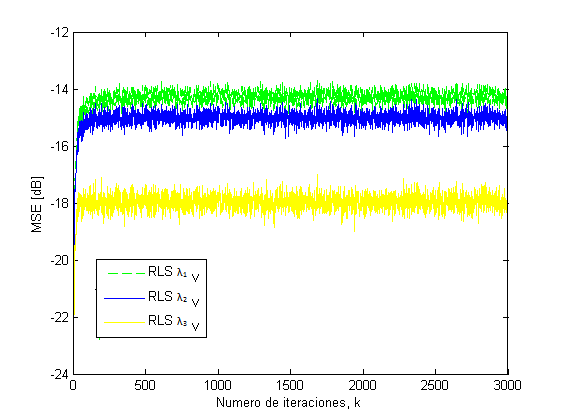 -12
-14
-16
-18
-20
-22
-24
MSE [dB]
RLS λ₁ V
RLS λ₂ V
RLS λ₃ V
0 500 1000 1500 2000 2500 3000
Numero de iteraciones, k